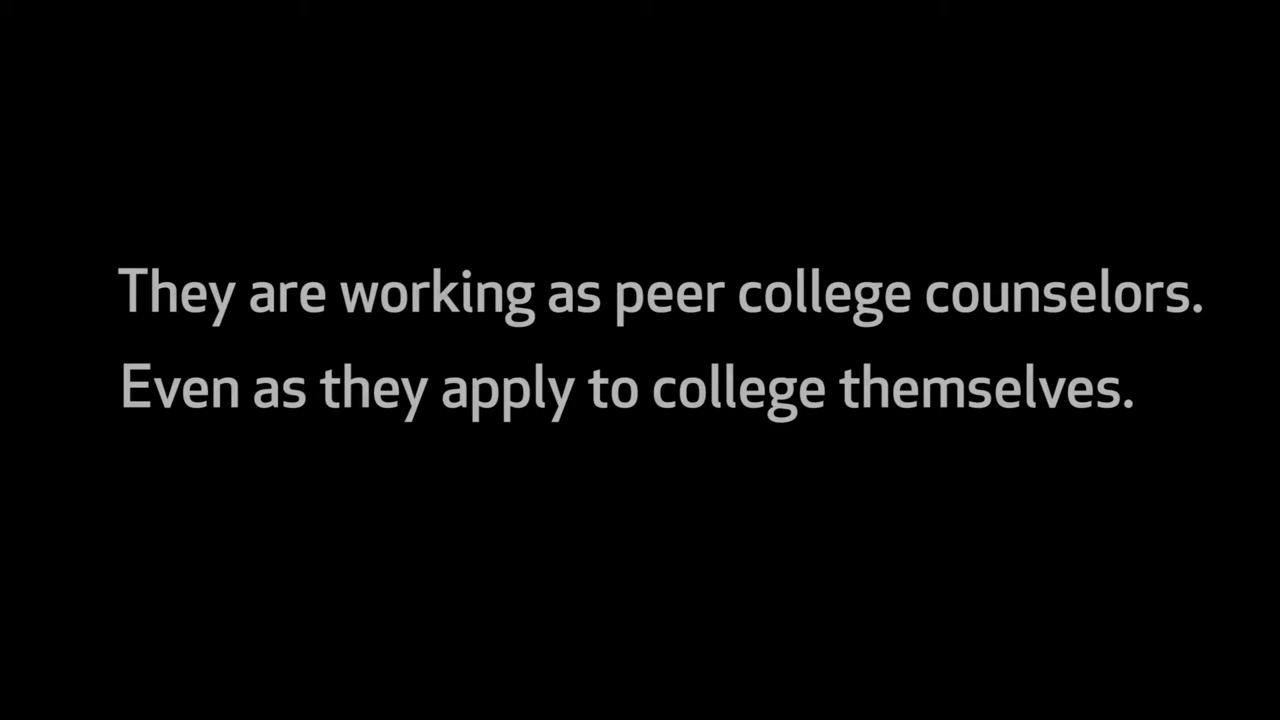 They are working as peer college counselors.
Even as they apply to college themselves.